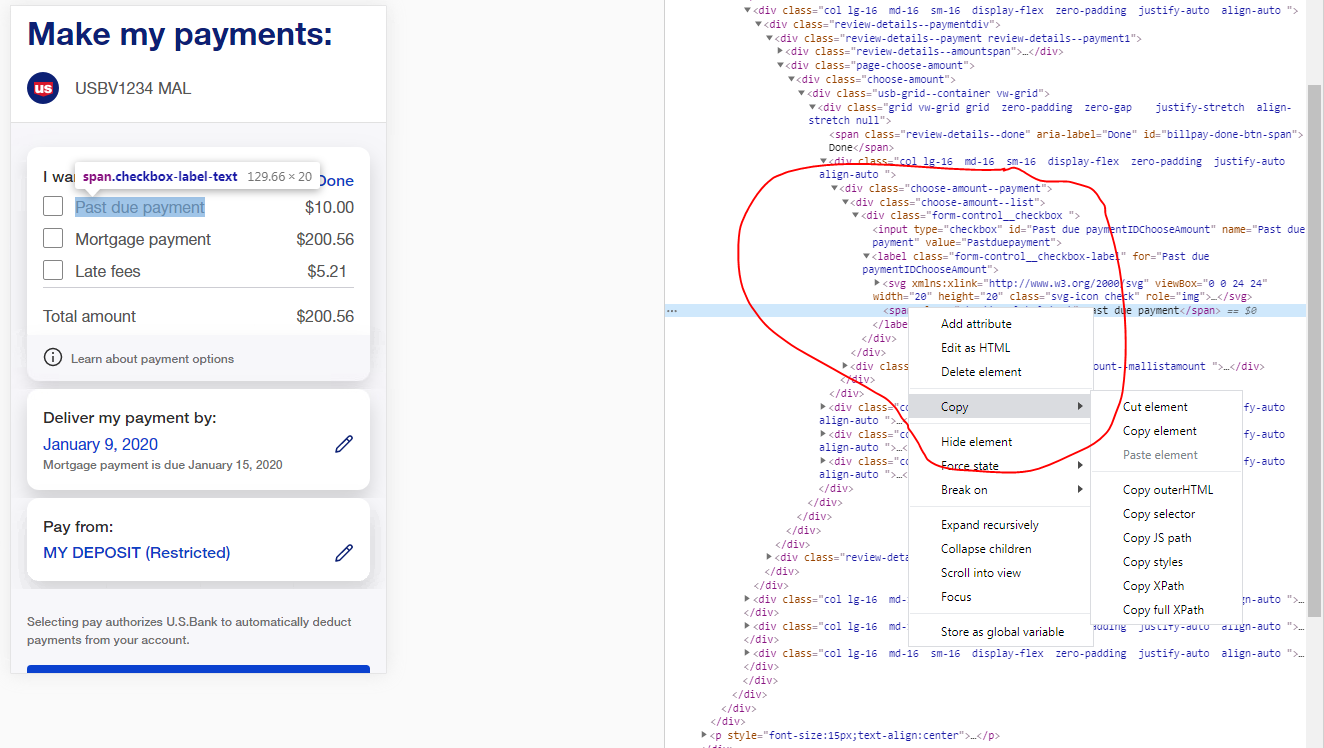 Make my payments:
us
USBV1234 MAL
I wa
span.checkbox-label-text 129.66 × 20
Done
Past due payment $10.00
Mortgage payment $200.56
Late fees $5.21
Total amount $200.56
Learn about payment options
Deliver my payment by:
January 9, 2020
Mortgage payment is due January 15, 2020
Pay from:
MY DEPOSIT (Restricted)
Selecting pay authorizes U.S.Bank to automatically deduct
payments from your account.
<div class="col lg-16 md-16 sm-16 display-flex zero-padding justify-auto align-auto ">
<div class="review-details--paymentdiv">
<div class="review-details--payment review-details--payment1">
<div class="review-details--amountspan">…</div>
<div class="page-choose-amount">
<div class="choose-amount">
<div class="usb-grid--container vw-grid">
<div class="grid vw-grid grid zero-padding zero-gap justify-stretch align-
stretch null">
<span class="review-details--done" aria-label="Done" id="billpay-done-btn-span">
Done</span>
<div class="col lg-16 md-16 sm-16 display-flex zero-padding justify-auto
align-auto ">
<div class="choose-amount--payment">
<div class="choose-amount--list">
<div class="form-control__checkbox ">
<input type="checkbox" id="Past due paymentIDChooseAmount" name="Past due
payment" value="Pastduepayment">
<label class="form-control__checkbox-label" for="Past due
paymentIDChooseAmount">
<svg xmlns:xlink="http://www.w3.org/2000/svg" viewBox="0 0 24 24"
width="20" height="20" class="svg-icon check" role="img">…</svg>
… <spa ast due payment</span> == $0
</labe
</div>
</div>
<div clas ount--mallistamount ">…</div>
</div>
</div>
<div class="co fy-auto
align-auto ">…<
<div class="co fy-auto
align-auto ">…<
<div class="co fy-auto
align-auto ">…<
</div>
</div>
</div>
</div>
</div>
<div class="review-deta
</div>
</div>
<div class="col lg-16 md- gn-auto ">…
</div>
<div class="col lg-16 md-16 sm-16 display-flex zero-padding justify-auto align-auto ">…
</div>
<div class="col lg-16 md-16 sm-16 display-flex zero-padding justify-auto align-auto ">…
</div>
</div>
</div>
</div>
</div>
<p style="font-size:15px;text-align:center">…</p>
Add attribute
Edit as HTML
Delete element
Copy
Hide element
Force state
Break on
Expand recursively
Collapse children
Scroll into view
Focus
Store as global variable
Cut element
Copy element
Paste element
Copy outerHTML
Copy selector
Copy JS path
Copy styles
Copy XPath
Copy full XPath